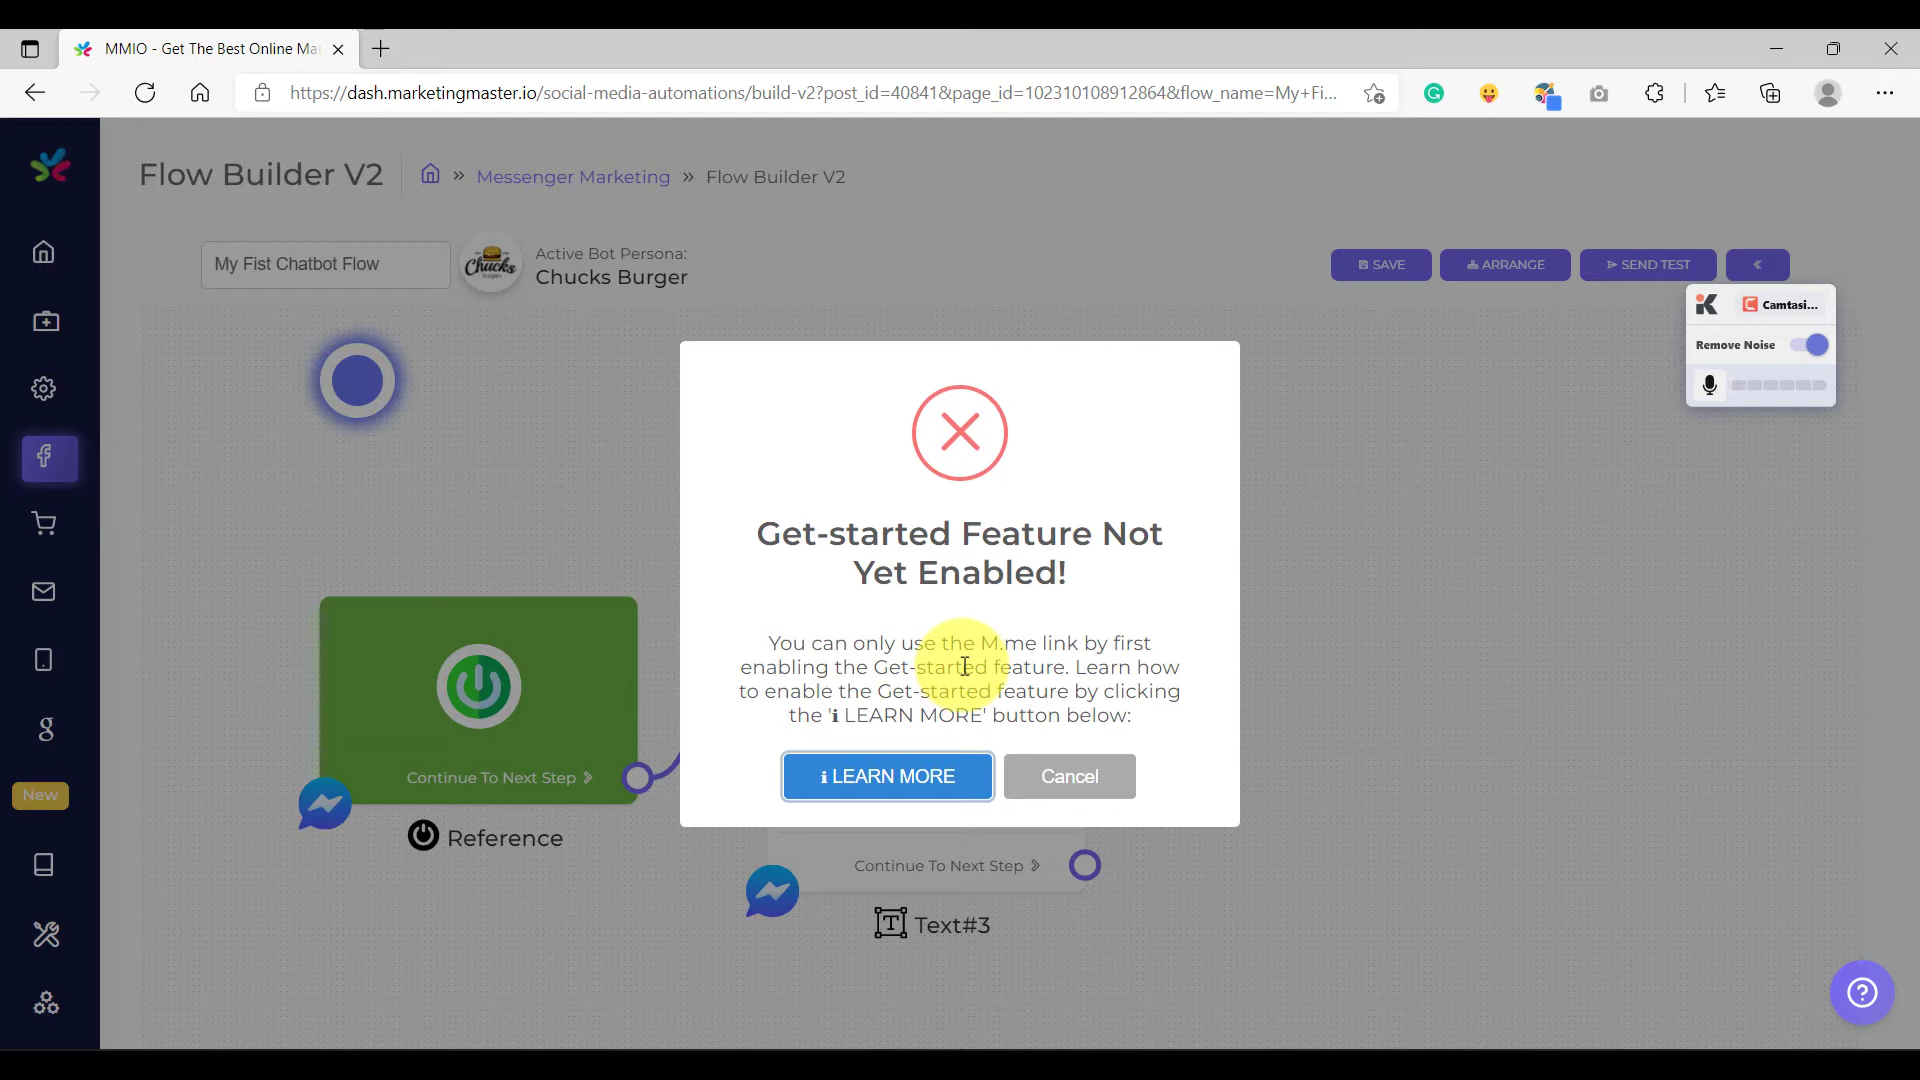 MMIO - Get The Best Online Ma
https://dash.marketingmaster.io/social-media-automations/build-v2?post_id=40841&page_id=102310108912864&flow_name=My+Fi...
Flow Builder V2
» Messenger Marketing » Flow Builder V2
My Fist Chatbot Flow
Chucks
Active Bot Persona:
Chucks Burger
SAVE
ARRANGE
SEND TEST
Camtasi...
Remove Noise
Get-started Feature Not
Yet Enabled!
You can only use the M.me link by first
enabling the Get-started feature. Learn how
to enable the Get-started feature by clicking
the 'i LEARN MORE' button below:
i LEARN MORE
Cancel
Continue To Next Step
Reference
New
Continue To Next Step
Text#3